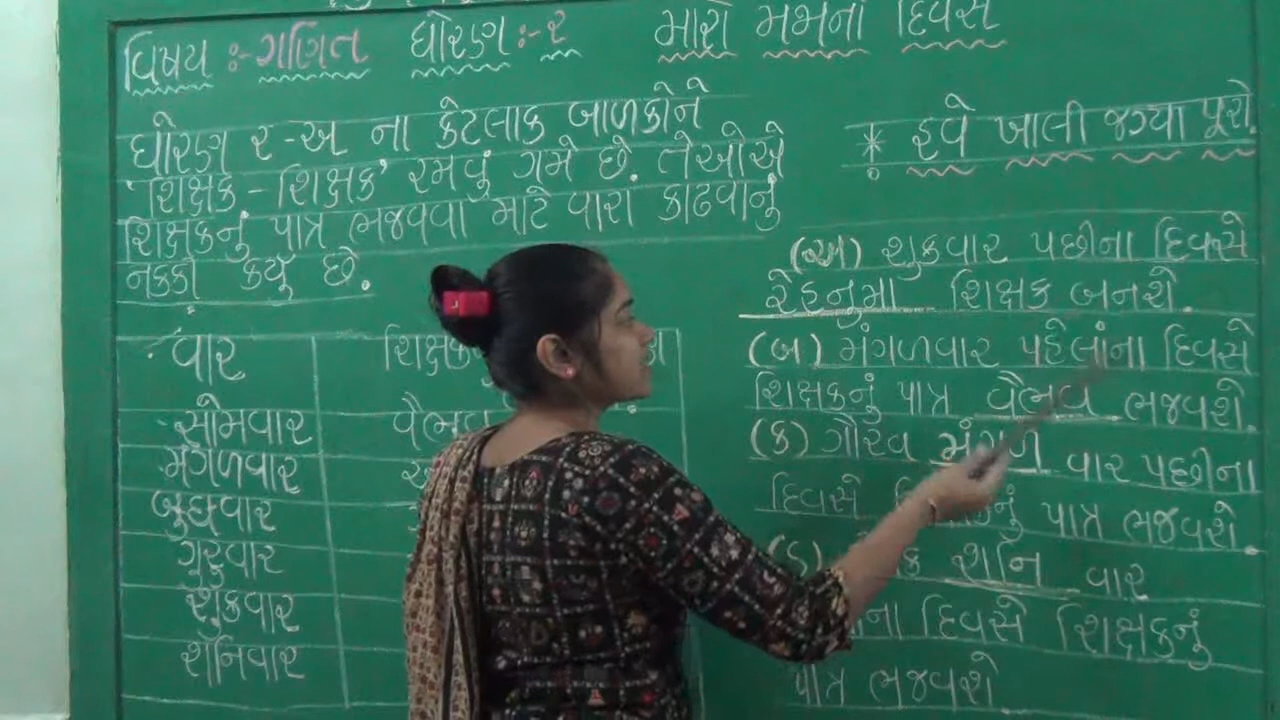 વિષય :- ગણિત ધોરણ :- ૨ મારો મમનાં દિવસ
ધોરણ ૨-અ ના કેટલાક બાળકોને
'શિક્ષક - શિક્ષક' રમવું ગમે છે. તેઓએ
શિક્ષકનું પાત્ર ભજવવા માટે વારા કાઢવાનું
નક્કી કર્યું છે.
વાર
સોમવાર વૈભવ
મંગળવાર
બુધવાર
ગુરુવાર
શુક્રવાર
શનિવાર
* હવે ખાલી જગ્યા પૂરો.
(અ) શુક્રવાર પછીના દિવસે
રેહનુમા શિક્ષક બનશે.
(બ) મંગળવાર પહેલાંના દિવસે
શિક્ષકનું પાત્ર વૈભવ ભજવશે.
(ક) ગૌરવ મંગળ વાર પછીના
દિવસે પાત્ર ભજવશે.
(ડ) શનિ વાર
દિવસે શિક્ષકનું
પાત્ર ભજવશે